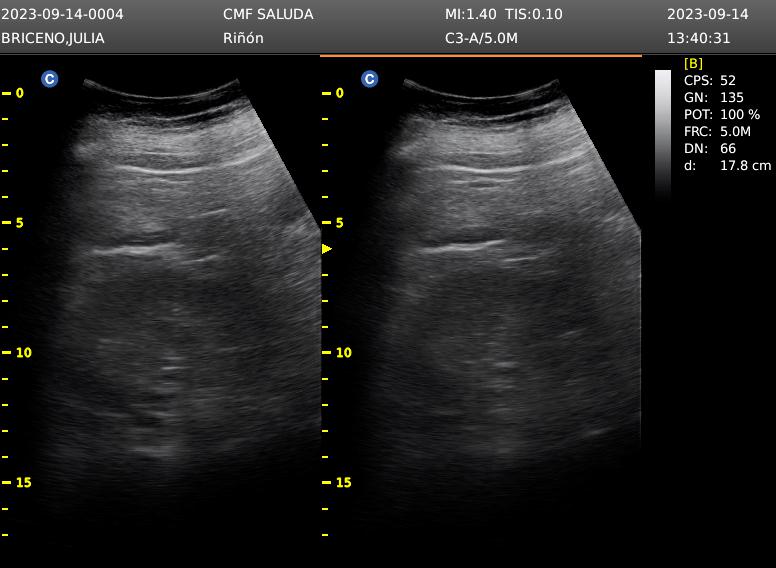 2023-09-14-0004 CMF SALUDA MI:1.40 TIS:0.10 2023-09-14
BRICENO,JULIA Riñón C3-A/5.0M 13:40:31
[B]
CPS: 52
GN: 135
POT: 100 %
FRC: 5.0M
DN: 66
d: 17.8 cm
C C
0 0
5 5
10 10
15 15